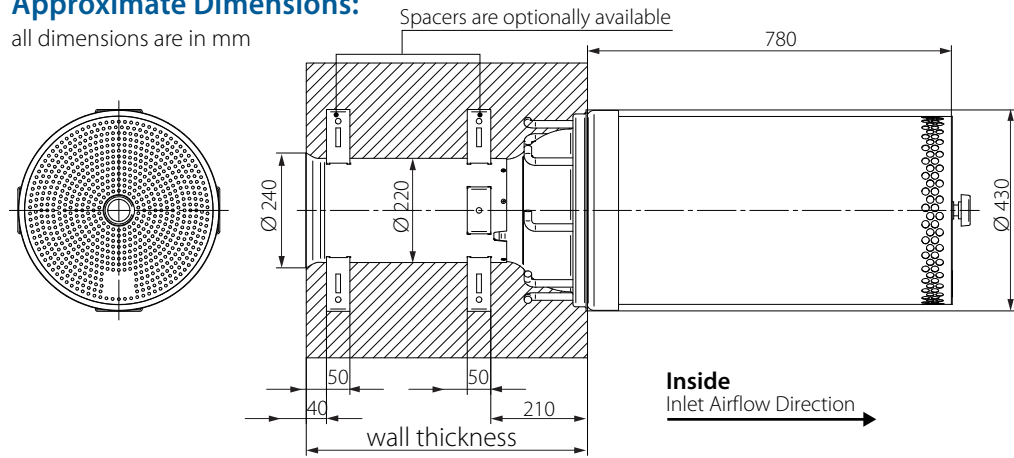 Approximate Dimensions:
all dimensions are in mm
Spacers are optionally available
780
Ø 240
Ø 220
Ø 430
50
50
40
210
wall thickness
Inside
Inlet Airflow Direction